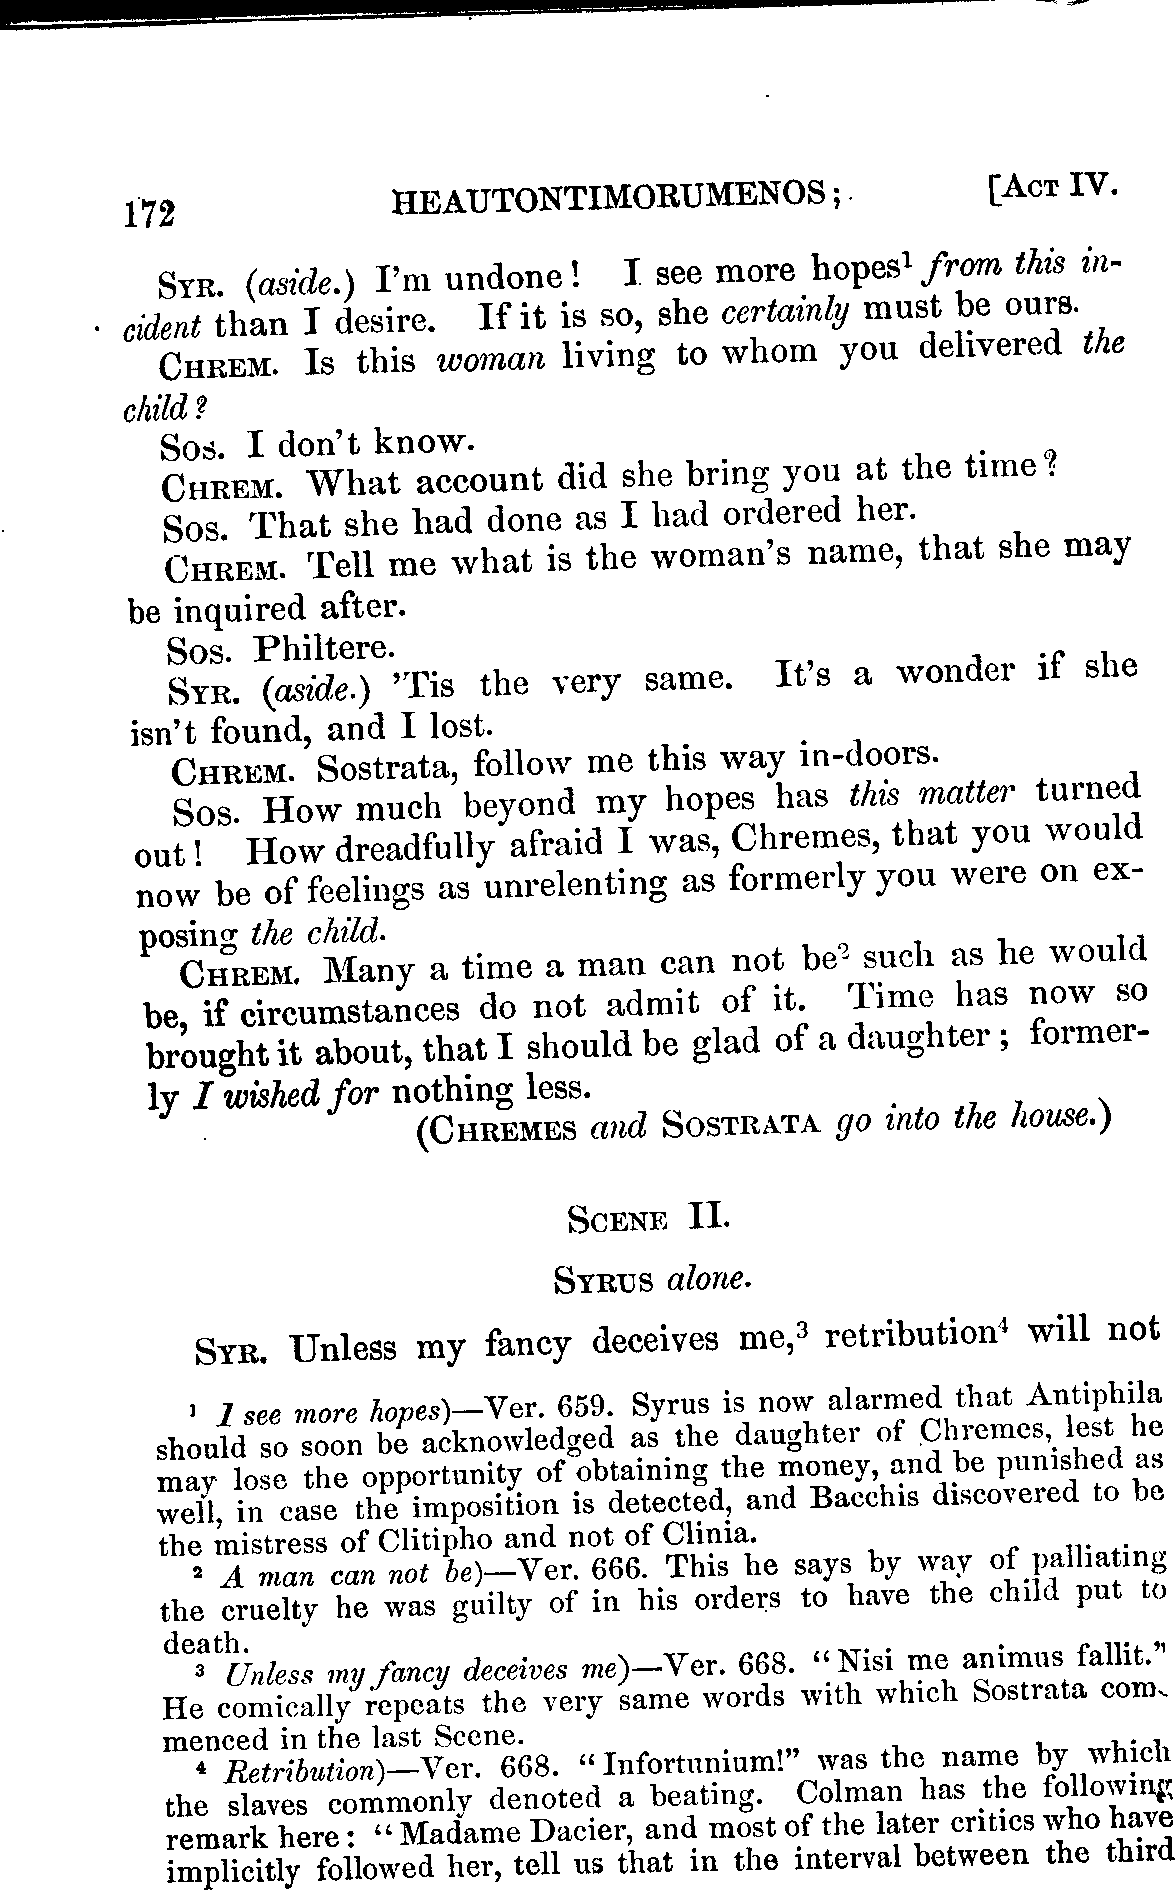 172 HEAUTONTIMORUMENOS; [ACT IV.
SYR. (aside.) I'm undone! I see more hopes¹ from this in-
cident than I desire. If it is so, she certainly must be ours.
CHREM. Is this woman living to whom you delivered the
child?
SOS. I don't know.
CHREM. What account did she bring you at the time?
SOS. That she had done as I had ordered her.
CHREM. Tell me what is the woman's name, that she may
be inquired after.
SOS. Philtere.
SYR. (aside.) 'Tis the very same. It's a wonder if she
isn't found, and I lost.
CHREM. Sostrata, follow me this way in-doors.
SOS. How much beyond my hopes has this matter turned
out! How dreadfully afraid I was, Chremes, that you would
now be of feelings as unrelenting as formerly you were on ex-
posing the child.
CHREM. Many a time a man can not be² such as he would
be, if circumstances do not admit of it. Time has now so
brought it about, that I should be glad of a daughter; former-
ly I wished for nothing less.
(CHREMES and SOSTRATA go into the house.)
SCENE II.
SYRUS alone.
SYR. Unless my fancy deceives me,³ retribution⁴ will not
¹ I see more hopes)—Ver. 659. Syrus is now alarmed that Antiphila
should so soon be acknowledged as the daughter of Chremes, lest he
may lose the opportunity of obtaining the money, and be punished as
well, in case the imposition is detected, and Bacchis discovered to be
the mistress of Clitipho and not of Clinia.
² A man can not be)—Ver. 666. This he says by way of palliating
the cruelty he was guilty of in his orders to have the child put to
death.
³ Unless my fancy deceives me)—Ver. 668. "Nisi me animus fallit."
He comically repeats the very same words with which Sostrata com-
menced in the last Scene.
⁴ Retribution)—Ver. 668. "Infortunium!" was the name by which
the slaves commonly denoted a beating. Colman has the following
remark here: "Madame Dacier, and most of the later critics who have
implicitly followed her, tell us that in the interval between the third